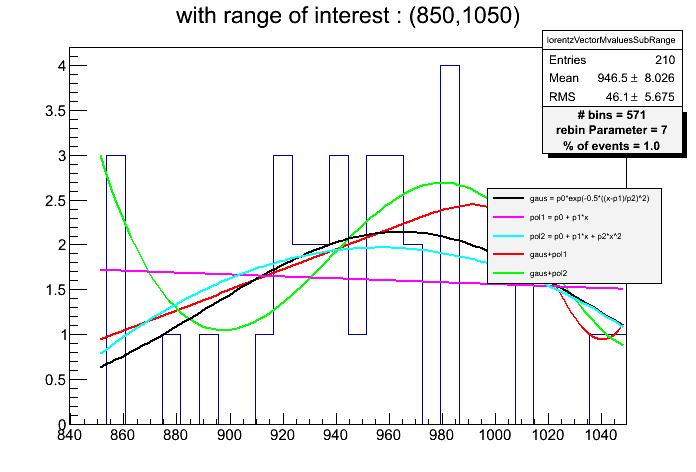 with range of interest : (850,1050)
lorentzVectorMvaluesSubRange
Entries 210
Mean 946.5 ± 8.026
RMS 46.1 ± 5.675
# bins = 571
rebin Parameter = 7
% of events = 1.0
gaus = p0*exp(-0.5*((x-p1)/p2)^2)
pol1 = p0 + p1*x
pol2 = p0 + p1*x + p2*x^2
gaus+pol1
gaus+pol2
4
3.5
3
2.5
2
1.5
1
0.5
0
840 860 880 900 920 940 960 980 1000 1020 1040